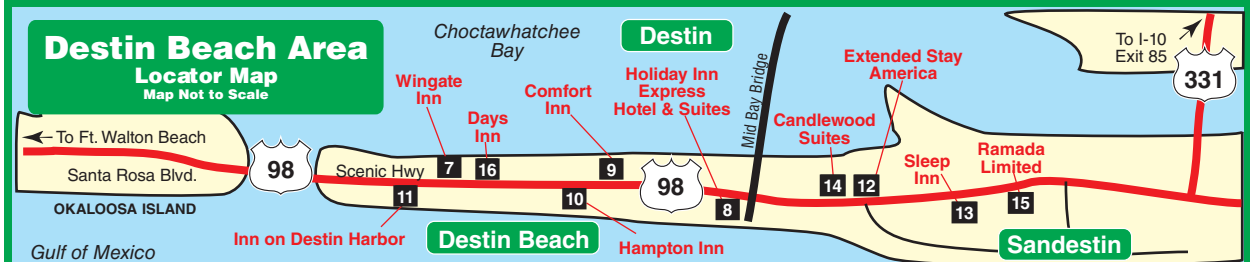 Destin Beach Area
Locator Map
Map Not to Scale
Choctawhatchee
Bay
Destin
To I-10
Exit 85
331
Wingate
Inn
Days
Inn
Comfort
Inn
Holiday Inn
Express
Hotel & Suites
Mid Bay Bridge
Extended Stay
America
Candlewood
Suites
Sleep
Inn
Ramada
Limited
To Ft. Walton Beach
Santa Rosa Blvd.
OKALOOSA ISLAND
98
Scenic Hwy
7
16
9
98
14
12
11
10
8
13
15
Inn on Destin Harbor
Destin Beach
Hampton Inn
Sandestin
Gulf of Mexico